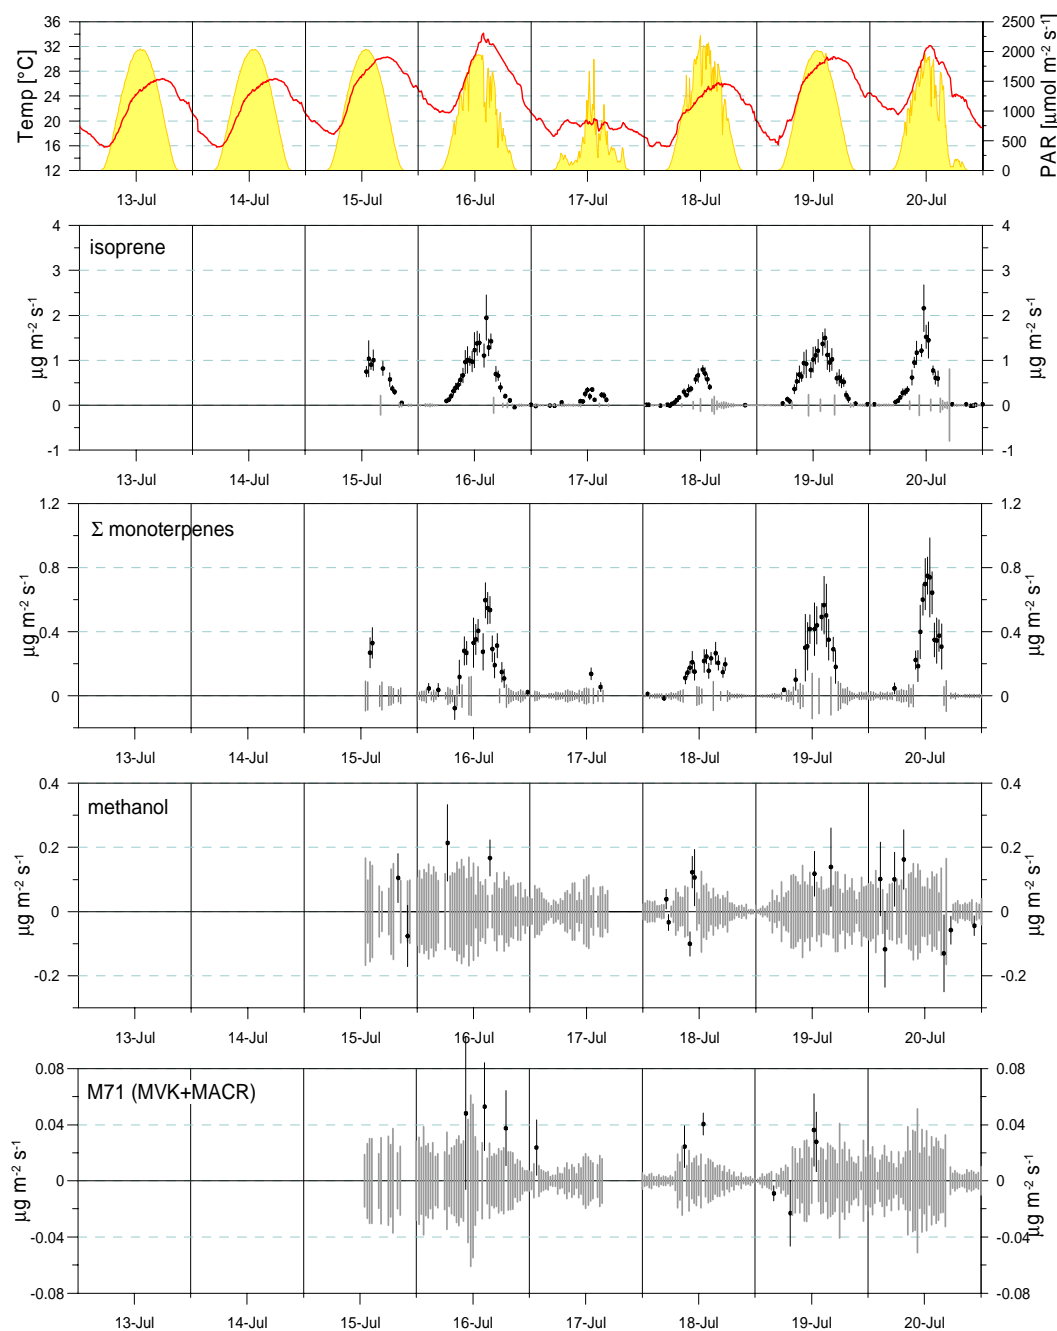 Temp [°C]
36
32
28
24
20
16
12
2500
2000
1500
1000
500
0
PAR [µmol m-2 s-1]
13-Jul 14-Jul 15-Jul 16-Jul 17-Jul 18-Jul 19-Jul 20-Jul
isoprene
µg m-2 s-1
4
3
2
1
0
-1
4
3
2
1
0
-1
µg m-2 s-1
13-Jul 14-Jul 15-Jul 16-Jul 17-Jul 18-Jul 19-Jul 20-Jul
Σ monoterpenes
µg m-2 s-1
1.2
0.8
0.4
0
1.2
0.8
0.4
0
µg m-2 s-1
13-Jul 14-Jul 15-Jul 16-Jul 17-Jul 18-Jul 19-Jul 20-Jul
methanol
µg m-2 s-1
0.4
0.2
0
-0.2
0.4
0.2
0
-0.2
µg m-2 s-1
13-Jul 14-Jul 15-Jul 16-Jul 17-Jul 18-Jul 19-Jul 20-Jul
M71 (MVK+MACR)
µg m-2 s-1
0.08
0.04
0
-0.04
-0.08
0.08
0.04
0
-0.04
-0.08
µg m-2 s-1
13-Jul 14-Jul 15-Jul 16-Jul 17-Jul 18-Jul 19-Jul 20-Jul